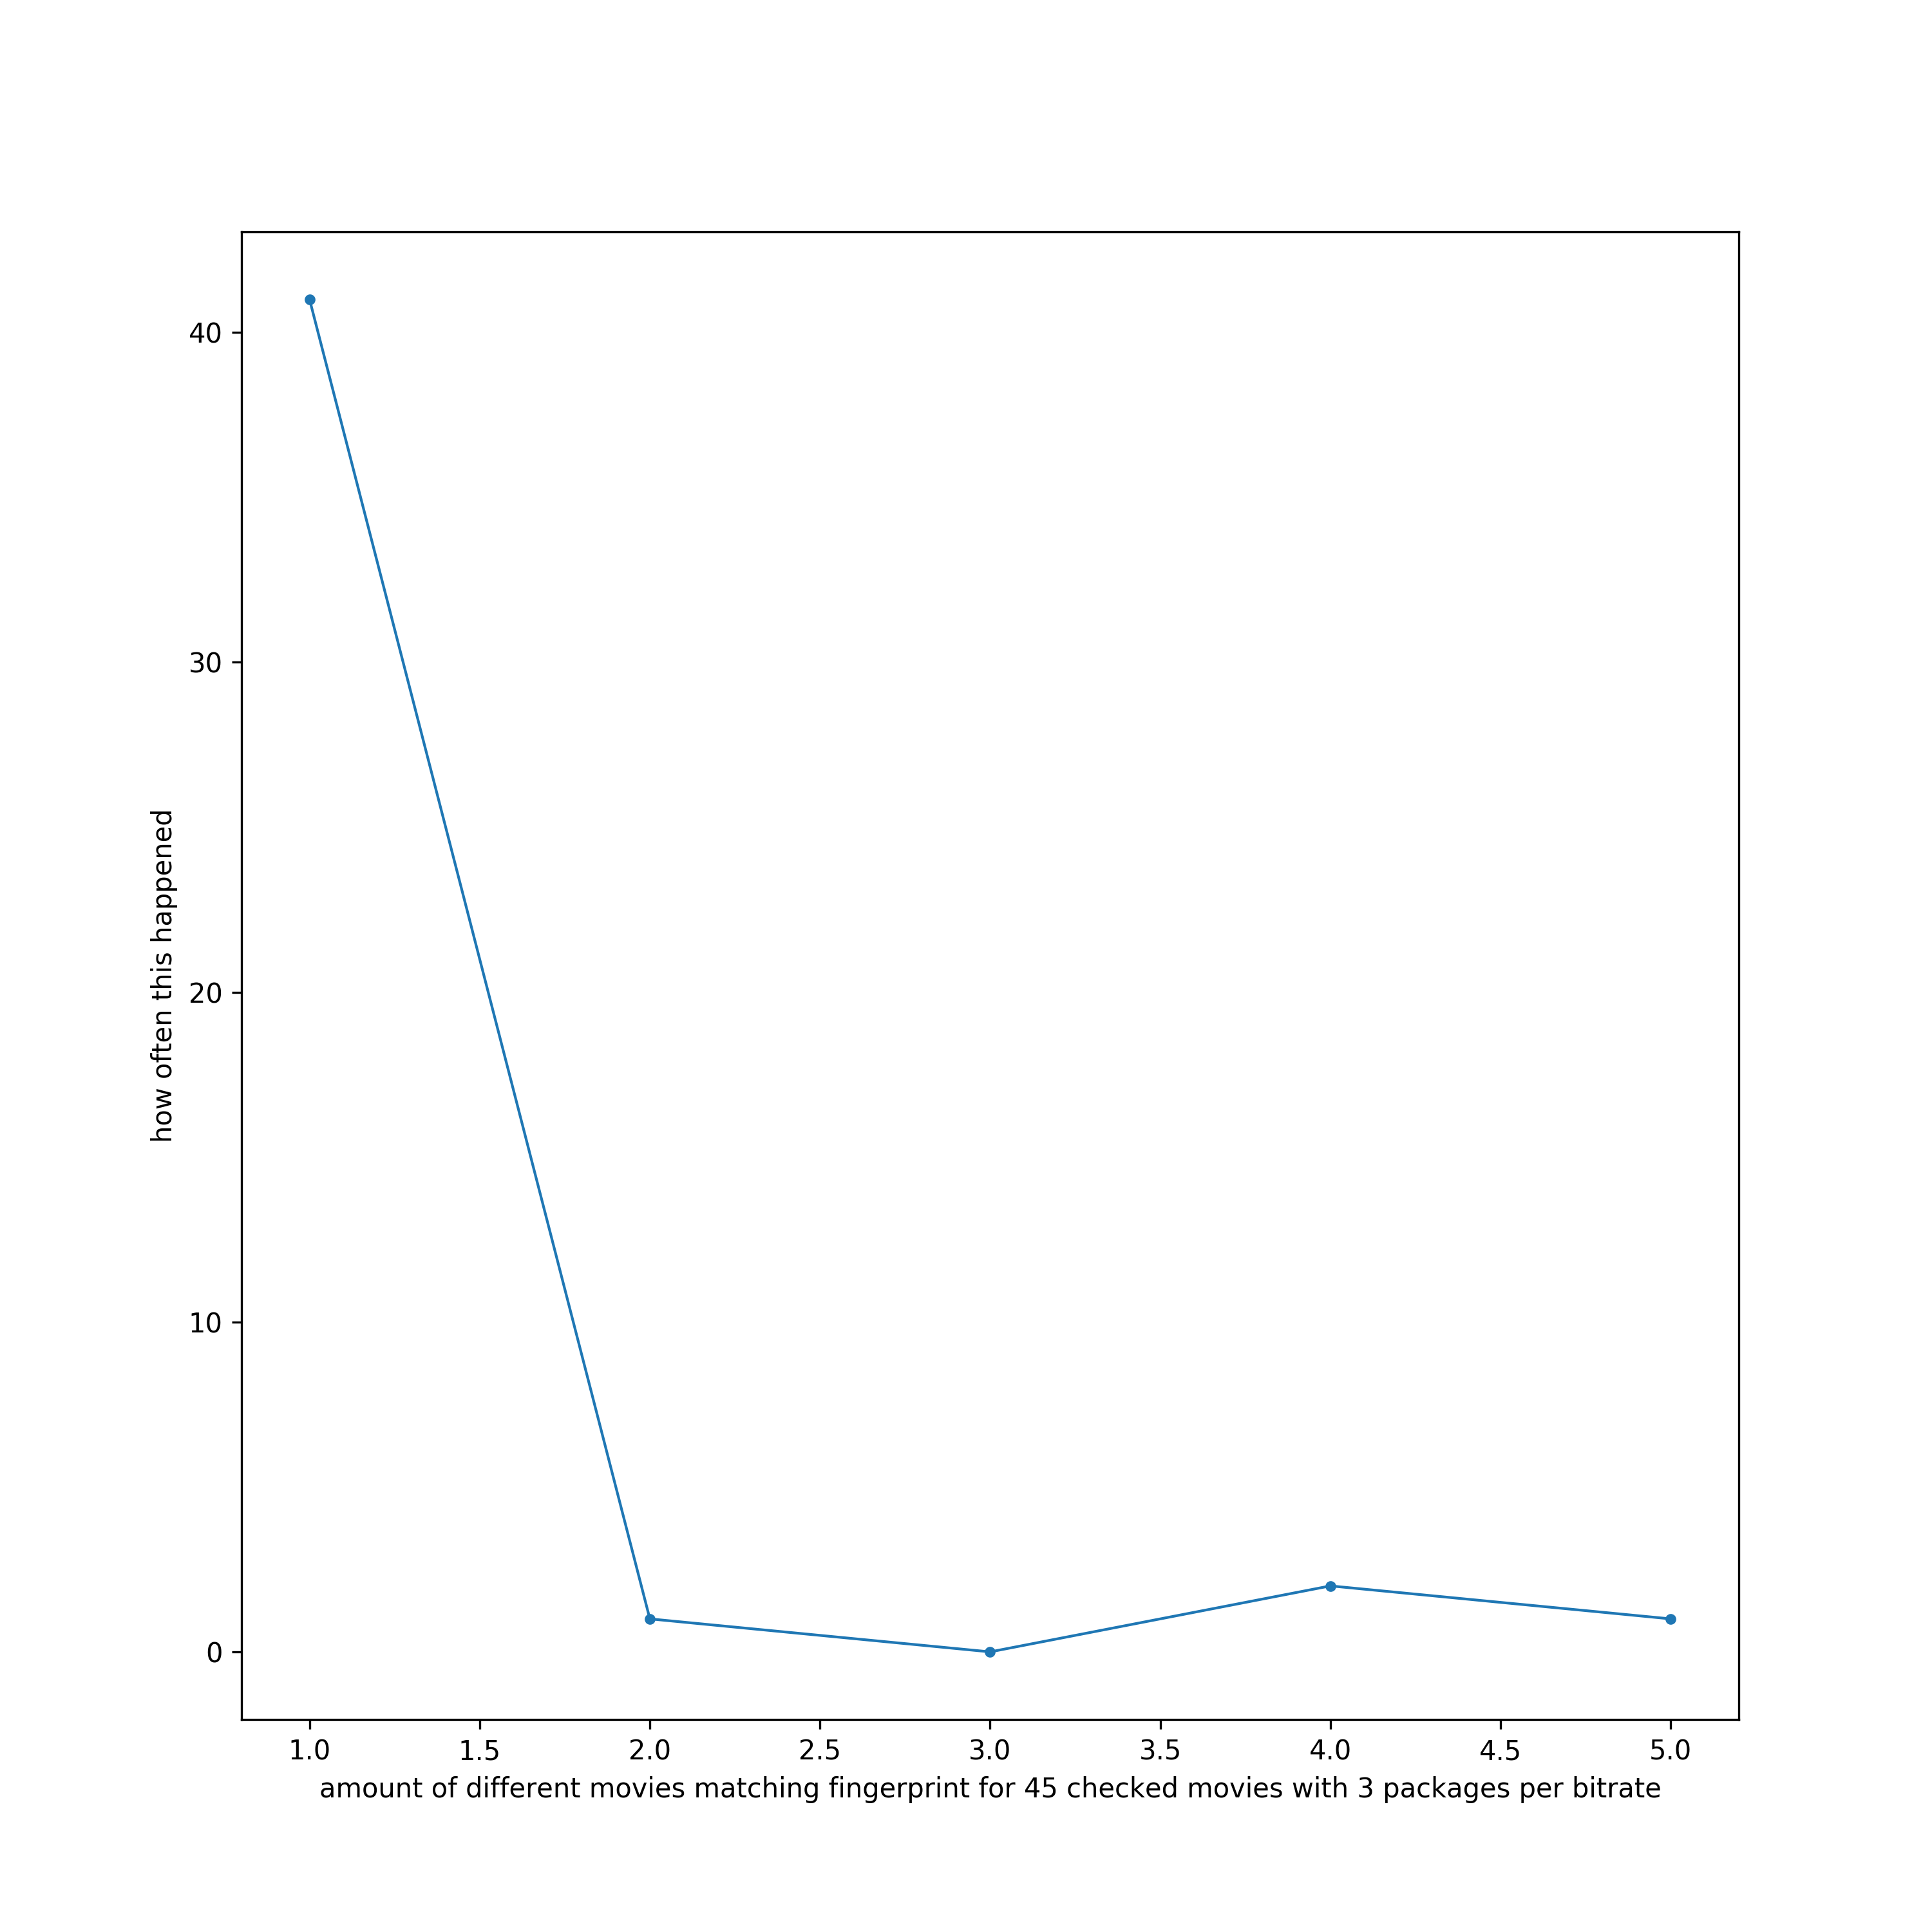 40
30
20
10
0
how often this happened
1.0 1.5 2.0 2.5 3.0 3.5 4.0 4.5 5.0
amount of different movies matching fingerprint for 45 checked movies with 3 packages per bitrate